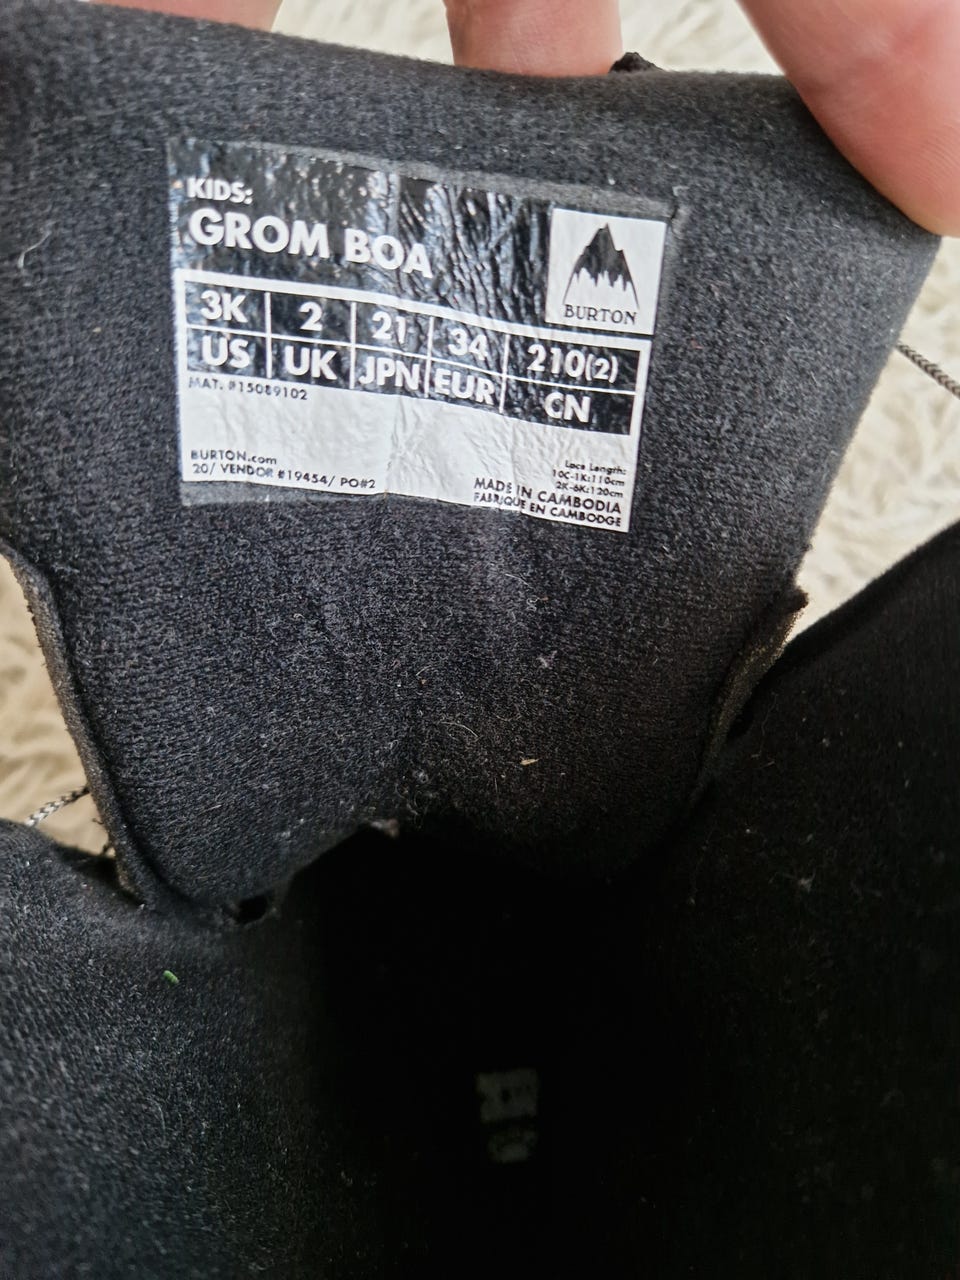 KIDS:
GROM BOA
BURTON
3K 2 21 34 210(2)
US UK JPN EUR CN
MAT. #15089102
BURTON.com
20/ VENDOR #19454/ PO#2
Lace Length:
10C-1K:110cm
2K-6K:120cm
MADE IN CAMBODIA
FABRIQUE EN CAMBODGE